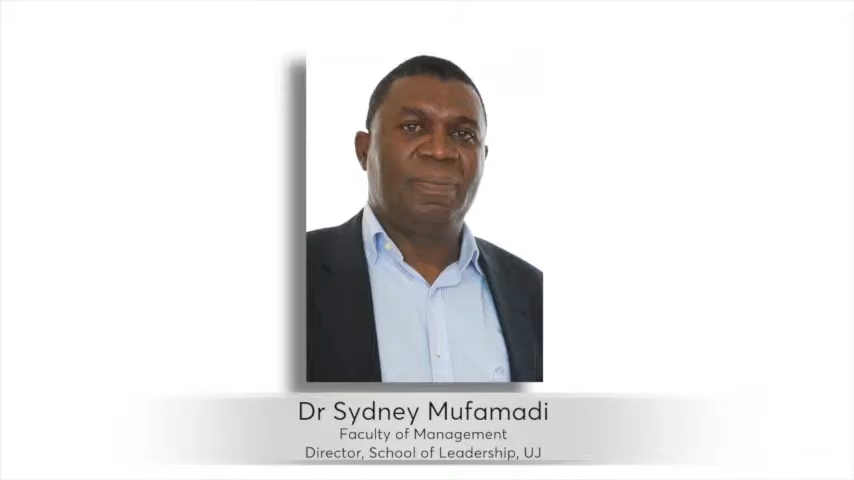 Dr Sydney Mufamadi
Faculty of Management
Director, School of Leadership, UJ